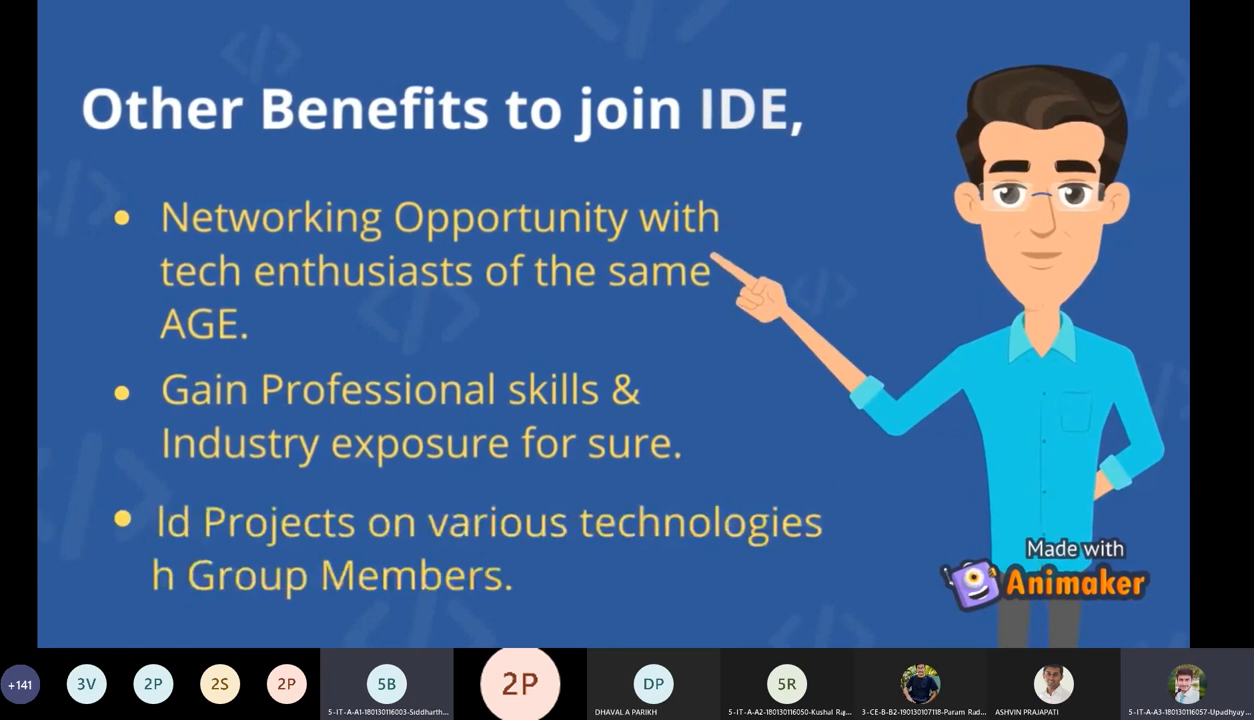 Other Benefits to join IDE,
Networking Opportunity with
tech enthusiasts of the same
AGE.
Gain Professional skills &
Industry exposure for sure.
ld Projects on various technologies
h Group Members.
Made with
Animaker
+141
3V
2P
2S
2P
5B
2P
DP
5R
5-IT-A-A1-180130116003-Siddharth...
DHAVAL A PARIKH
5-IT-A-A2-180130116050-Kushal Raj...
3-CE-B-B2-190130107118-Param Rad...
ASHVIN PRAJAPATI
5-IT-A-A3-180130116057-Upadhyay...